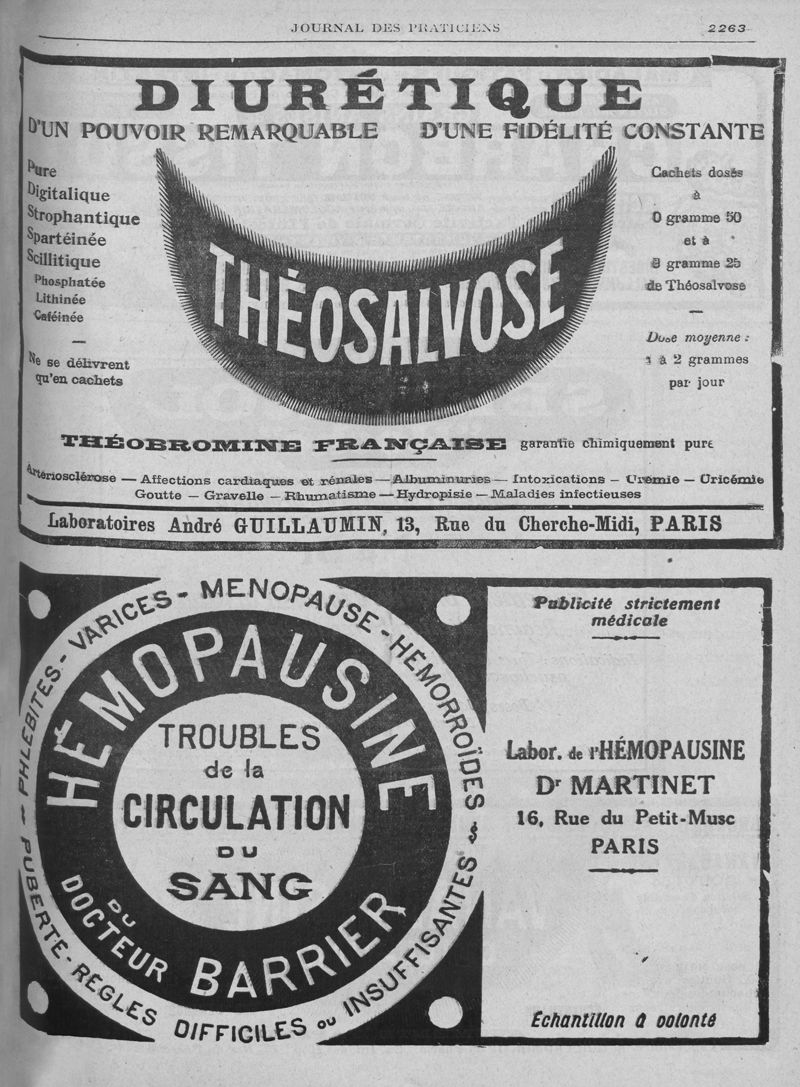 JOURNAL DES PRATICIENS
2263
DIURÉTIQUE
D'UN POUVOIR REMARQUABLE D'UNE FIDÉLITÉ CONSTANTE
Pure
Digitalique
Strophantique
Spartéinée
Scillitique
Phosphatée
Lithinée
Caféinée
Ne se délivrent
qu'en cachets
THÉOSALVOSE
Cachets dosés
à
0 gramme 50
et à
0 gramme 25
de Théosalvose
Dose moyenne :
1 à 2 grammes
par jour
THÉOBROMINE FRANÇAISE garantie chimiquement pure
Artériosclérose — Affections cardiaques et rénales — Albuminuries — Intoxications — Urémie — Uricémie
Goutte — Gravelle — Rhumatisme — Hydropisie — Maladies infectieuses
Laboratoires André GUILLAUMIN, 13, Rue du Cherche-Midi, PARIS
PUBERTÉ - PHLÉBITES - VARICES - MENOPAUSE - HÉMORROÏDES
RÈGLES DIFFICILES ou INSUFFISANTES
HÉMOPAUSINE
TROUBLES
de la
CIRCULATION
DU
SANG
DU
DOCTEUR BARRIER
Publicité strictement
médicale
Labor. de l'HÉMOPAUSINE
Dr MARTINET
16, Rue du Petit-Musc
PARIS
Échantillon à volonté